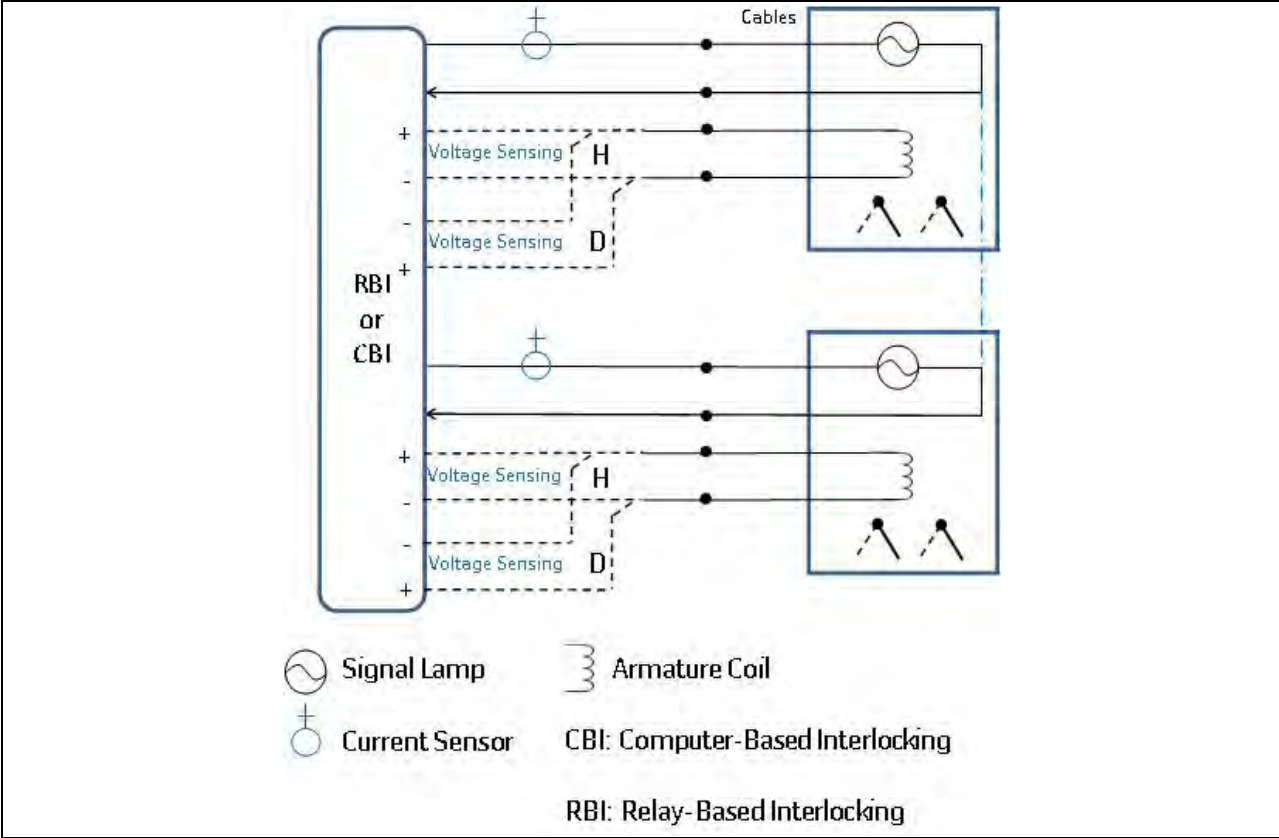 Cables
+
Voltage Sensing
H
-
-
Voltage Sensing
D
+
RBI
or
CBI
+
Voltage Sensing
H
-
-
Voltage Sensing
D
+
Signal Lamp
Armature Coil
Current Sensor
CBI: Computer-Based Interlocking
RBI: Relay-Based Interlocking